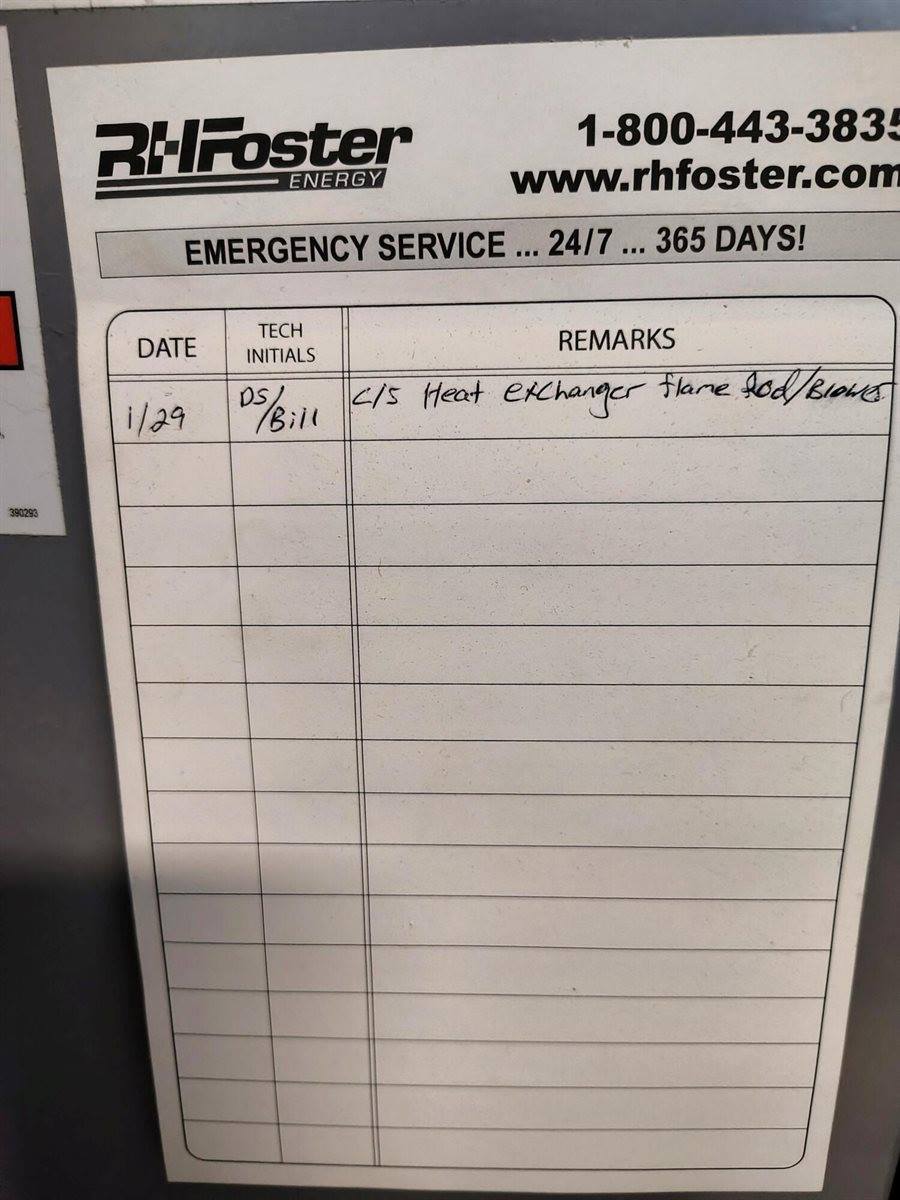 RHFoster
ENERGY
1-800-443-3835
www.rhfoster.com
EMERGENCY SERVICE ... 24/7 ... 365 DAYS!
DATE
TECH
INITIALS
REMARKS
1/29
DS/
/Bill
C/S Heat exchanger flame Rod/Blower
390293